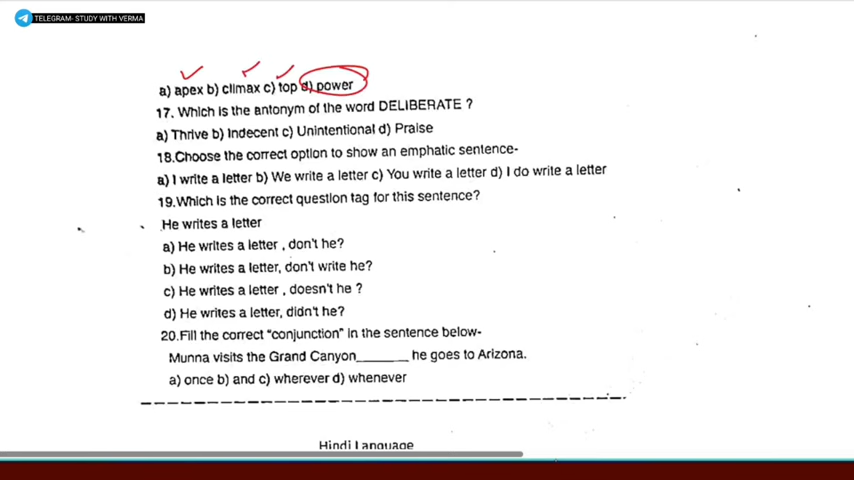 TELEGRAM- STUDY WITH VERMA
a) apex b) climax c) top d) power
17. Which is the antonym of the word DELIBERATE ?
a) Thrive b) Indecent c) Unintentional d) Praise
18.Choose the correct option to show an emphatic sentence-
a) I write a letter b) We write a letter c) You write a letter d) I do write a letter
19.Which is the correct question tag for this sentence?
He writes a letter
a) He writes a letter , don't he?
b) He writes a letter, don't write he?
c) He writes a letter , doesn't he ?
d) He writes a letter, didn't he?
20.Fill the correct "conjunction" in the sentence below-
Munna visits the Grand Canyon_______ he goes to Arizona.
a) once b) and c) wherever d) whenever
Hindi Language